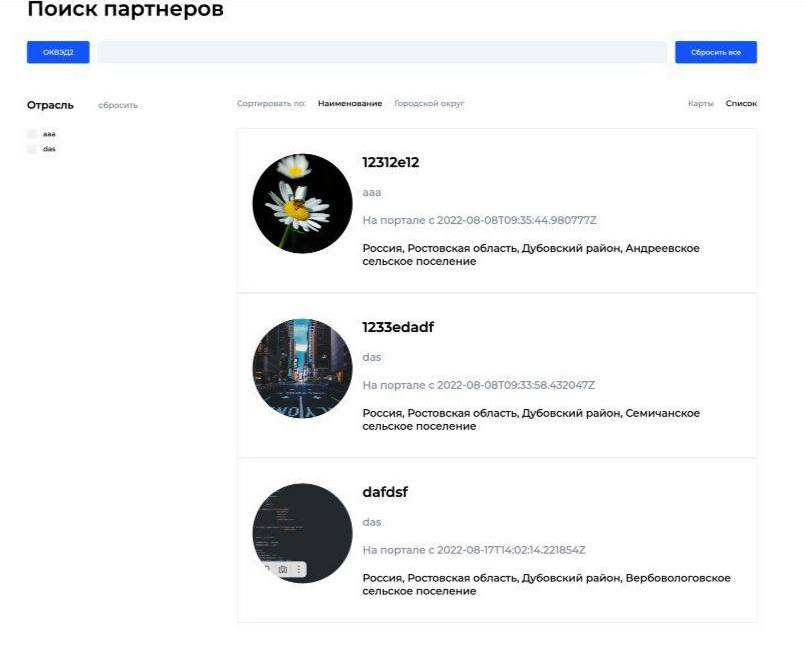 Поиск партнеров
ОКВЭД2
Сбросить все
Отрасль сбросить
aaa
das
Сортировать по: Наименование Городской округ Карты Список
12312e12
aaa
На портале с 2022-08-08T09:35:44.980777Z
Россия, Ростовская область, Дубовский район, Андреевское
сельское поселение
1233edadf
das
На портале с 2022-08-08T09:33:58.432047Z
Россия, Ростовская область, Дубовский район, Семичанское
сельское поселение
dafdsf
das
На портале с 2022-08-17T14:02:14.221854Z
Россия, Ростовская область, Дубовский район, Вербовологовское
сельское поселение